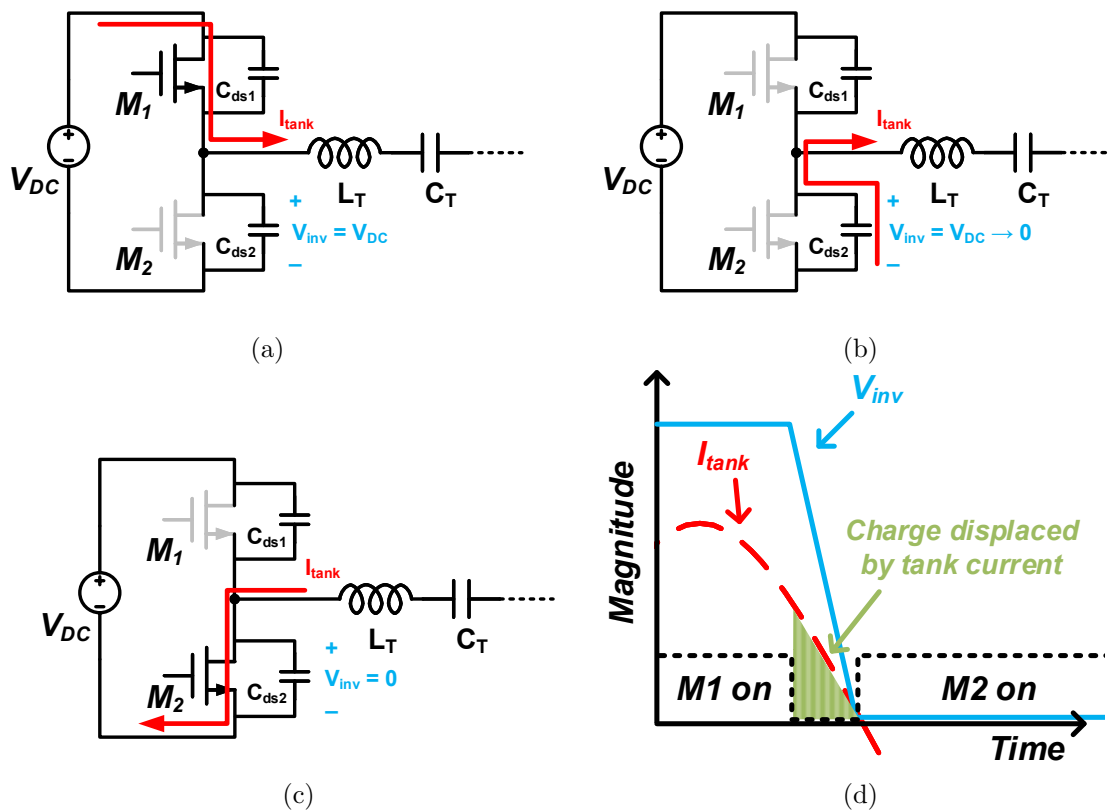 M1
Cds1
Itank
+
−
VDC
LT
CT
M2
Cds2
+
Vinv = VDC
−
(a)
M1
Cds1
Itank
+
−
VDC
LT
CT
M2
Cds2
+
Vinv = VDC → 0
−
(b)
M1
Cds1
Itank
+
−
VDC
LT
CT
M2
Cds2
+
Vinv = 0
−
(c)
Vinv
Itank
Charge displaced
by tank current
Magnitude
M1 on
M2 on
Time
(d)